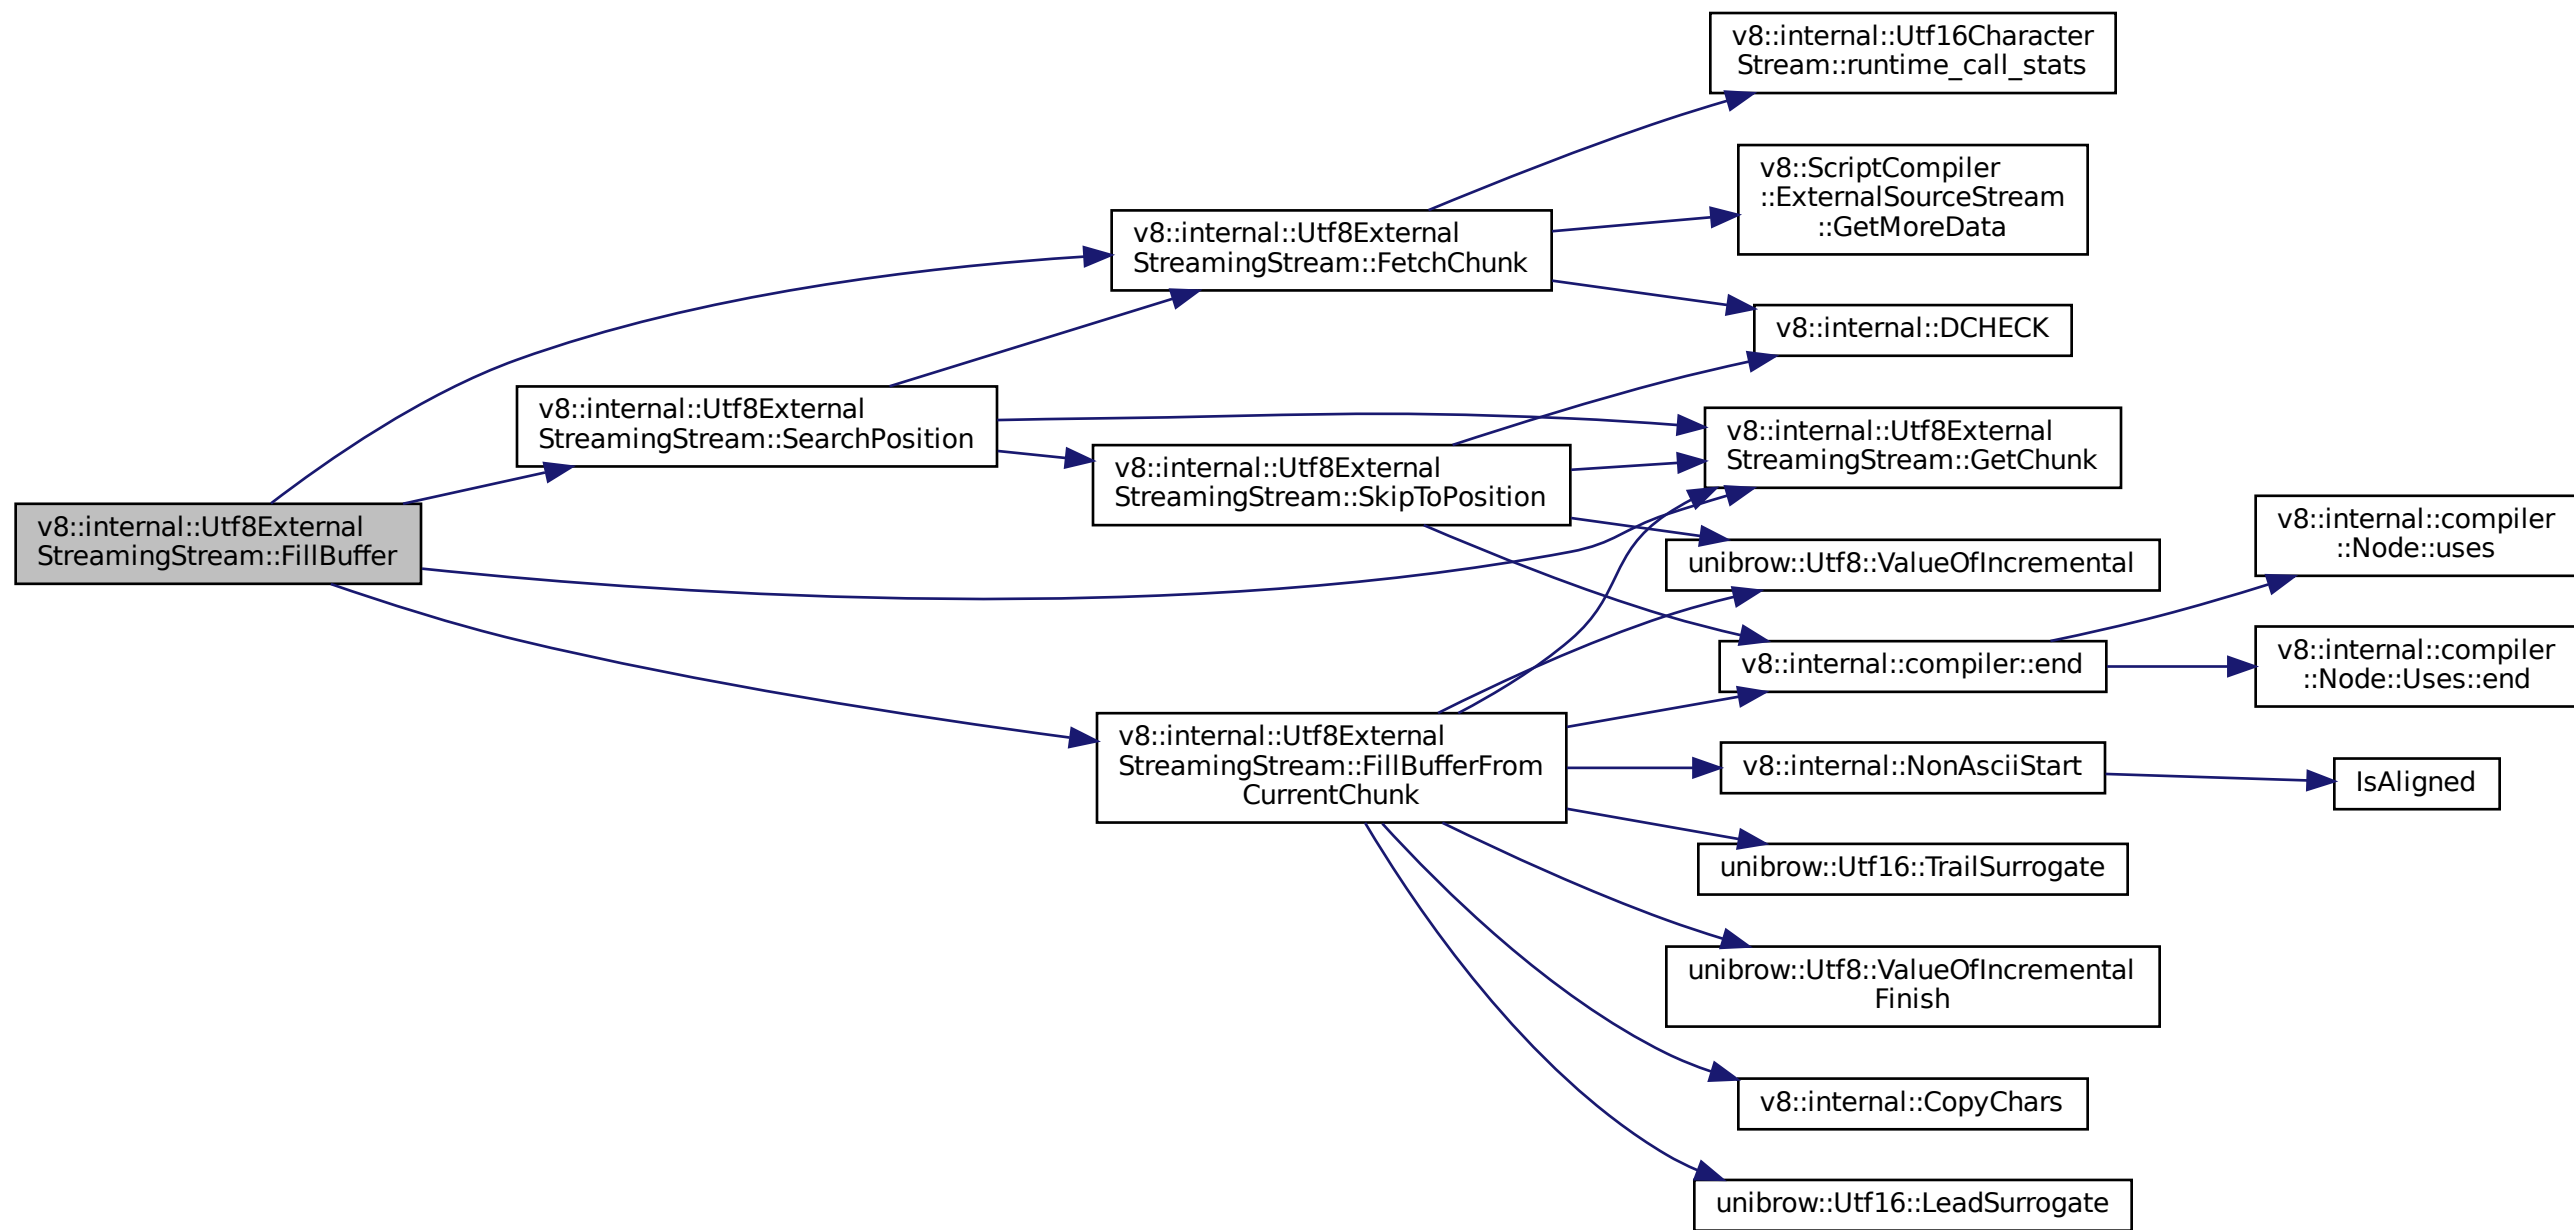 v8::internal::Utf8External
StreamingStream::FillBuffer
v8::internal::Utf8External
StreamingStream::SearchPosition
v8::internal::Utf8External
StreamingStream::FetchChunk
v8::internal::Utf8External
StreamingStream::SkipToPosition
v8::internal::Utf8External
StreamingStream::FillBufferFrom
CurrentChunk
v8::internal::Utf16Character
Stream::runtime_call_stats
v8::ScriptCompiler
::ExternalSourceStream
::GetMoreData
v8::internal::DCHECK
v8::internal::Utf8External
StreamingStream::GetChunk
unibrow::Utf8::ValueOfIncremental
v8::internal::compiler::end
v8::internal::NonAsciiStart
unibrow::Utf16::TrailSurrogate
unibrow::Utf8::ValueOfIncremental
Finish
v8::internal::CopyChars
unibrow::Utf16::LeadSurrogate
v8::internal::compiler
::Node::uses
v8::internal::compiler
::Node::Uses::end
IsAligned